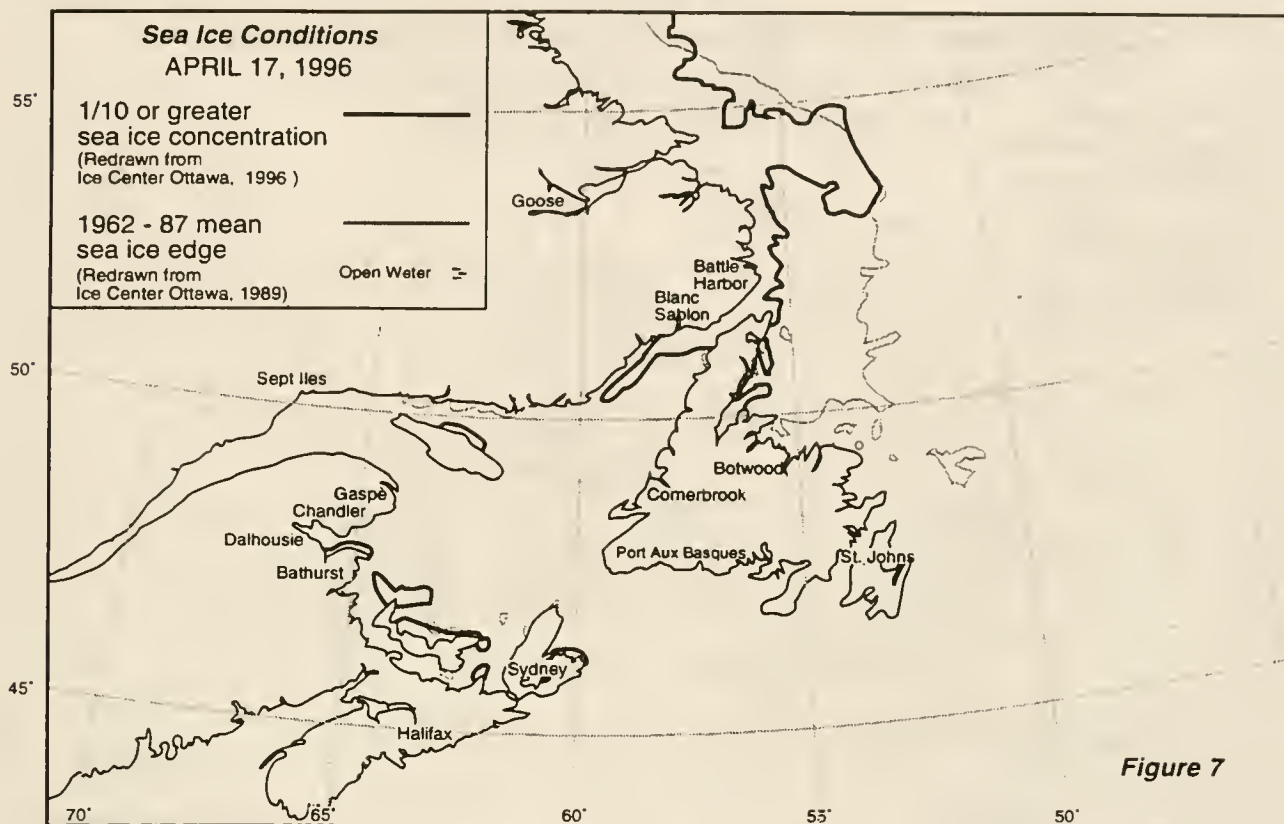 Sea Ice Conditions
APRIL 17, 1996
1/10 or greater
sea ice concentration
(Redrawn from
Ice Center Ottawa, 1996 )
1962 - 87 mean
sea ice edge
(Redrawn from
Ice Center Ottawa, 1989)
Open Water
55°
Goose
Battle
Harbor
Blanc
Sablon
50°
Sept Iles
Botwood
Cornerbrook
Gaspè
Chandler
Dalhousie
Port Aux Basques
St. Johns
Bathurst
Sydney
45°
Halifax
Figure 7
70°
65°
60°
55°
50°